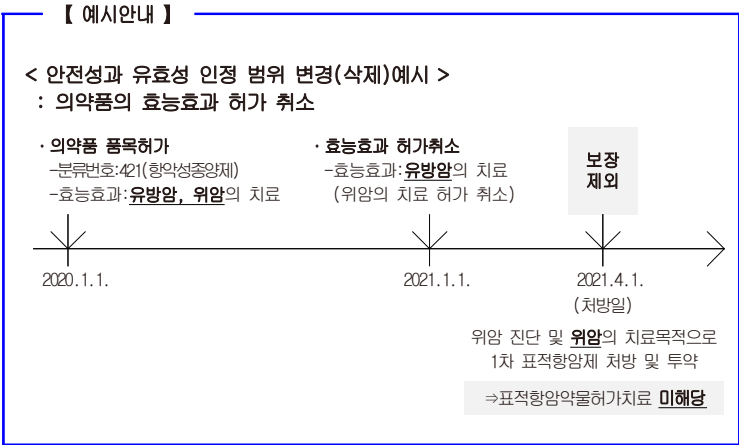 【 예시안내 】
< 안전성과 유효성 인정 범위 변경(삭제)예시 >
: 의약품의 효능효과 허가 취소
· 의약품 품목허가
-분류번호:421(항악성종양제)
-효능효과:유방암, 위암의 치료
· 효능효과 허가취소
-효능효과:유방암의 치료
(위암의 치료 허가 취소)
보장
제외
2020.1.1.
2021.1.1.
2021.4.1.
(처방일)
위암 진단 및 위암의 치료목적으로
1차 표적항암제 처방 및 투약
⇒표적항암약물허가치료 미해당